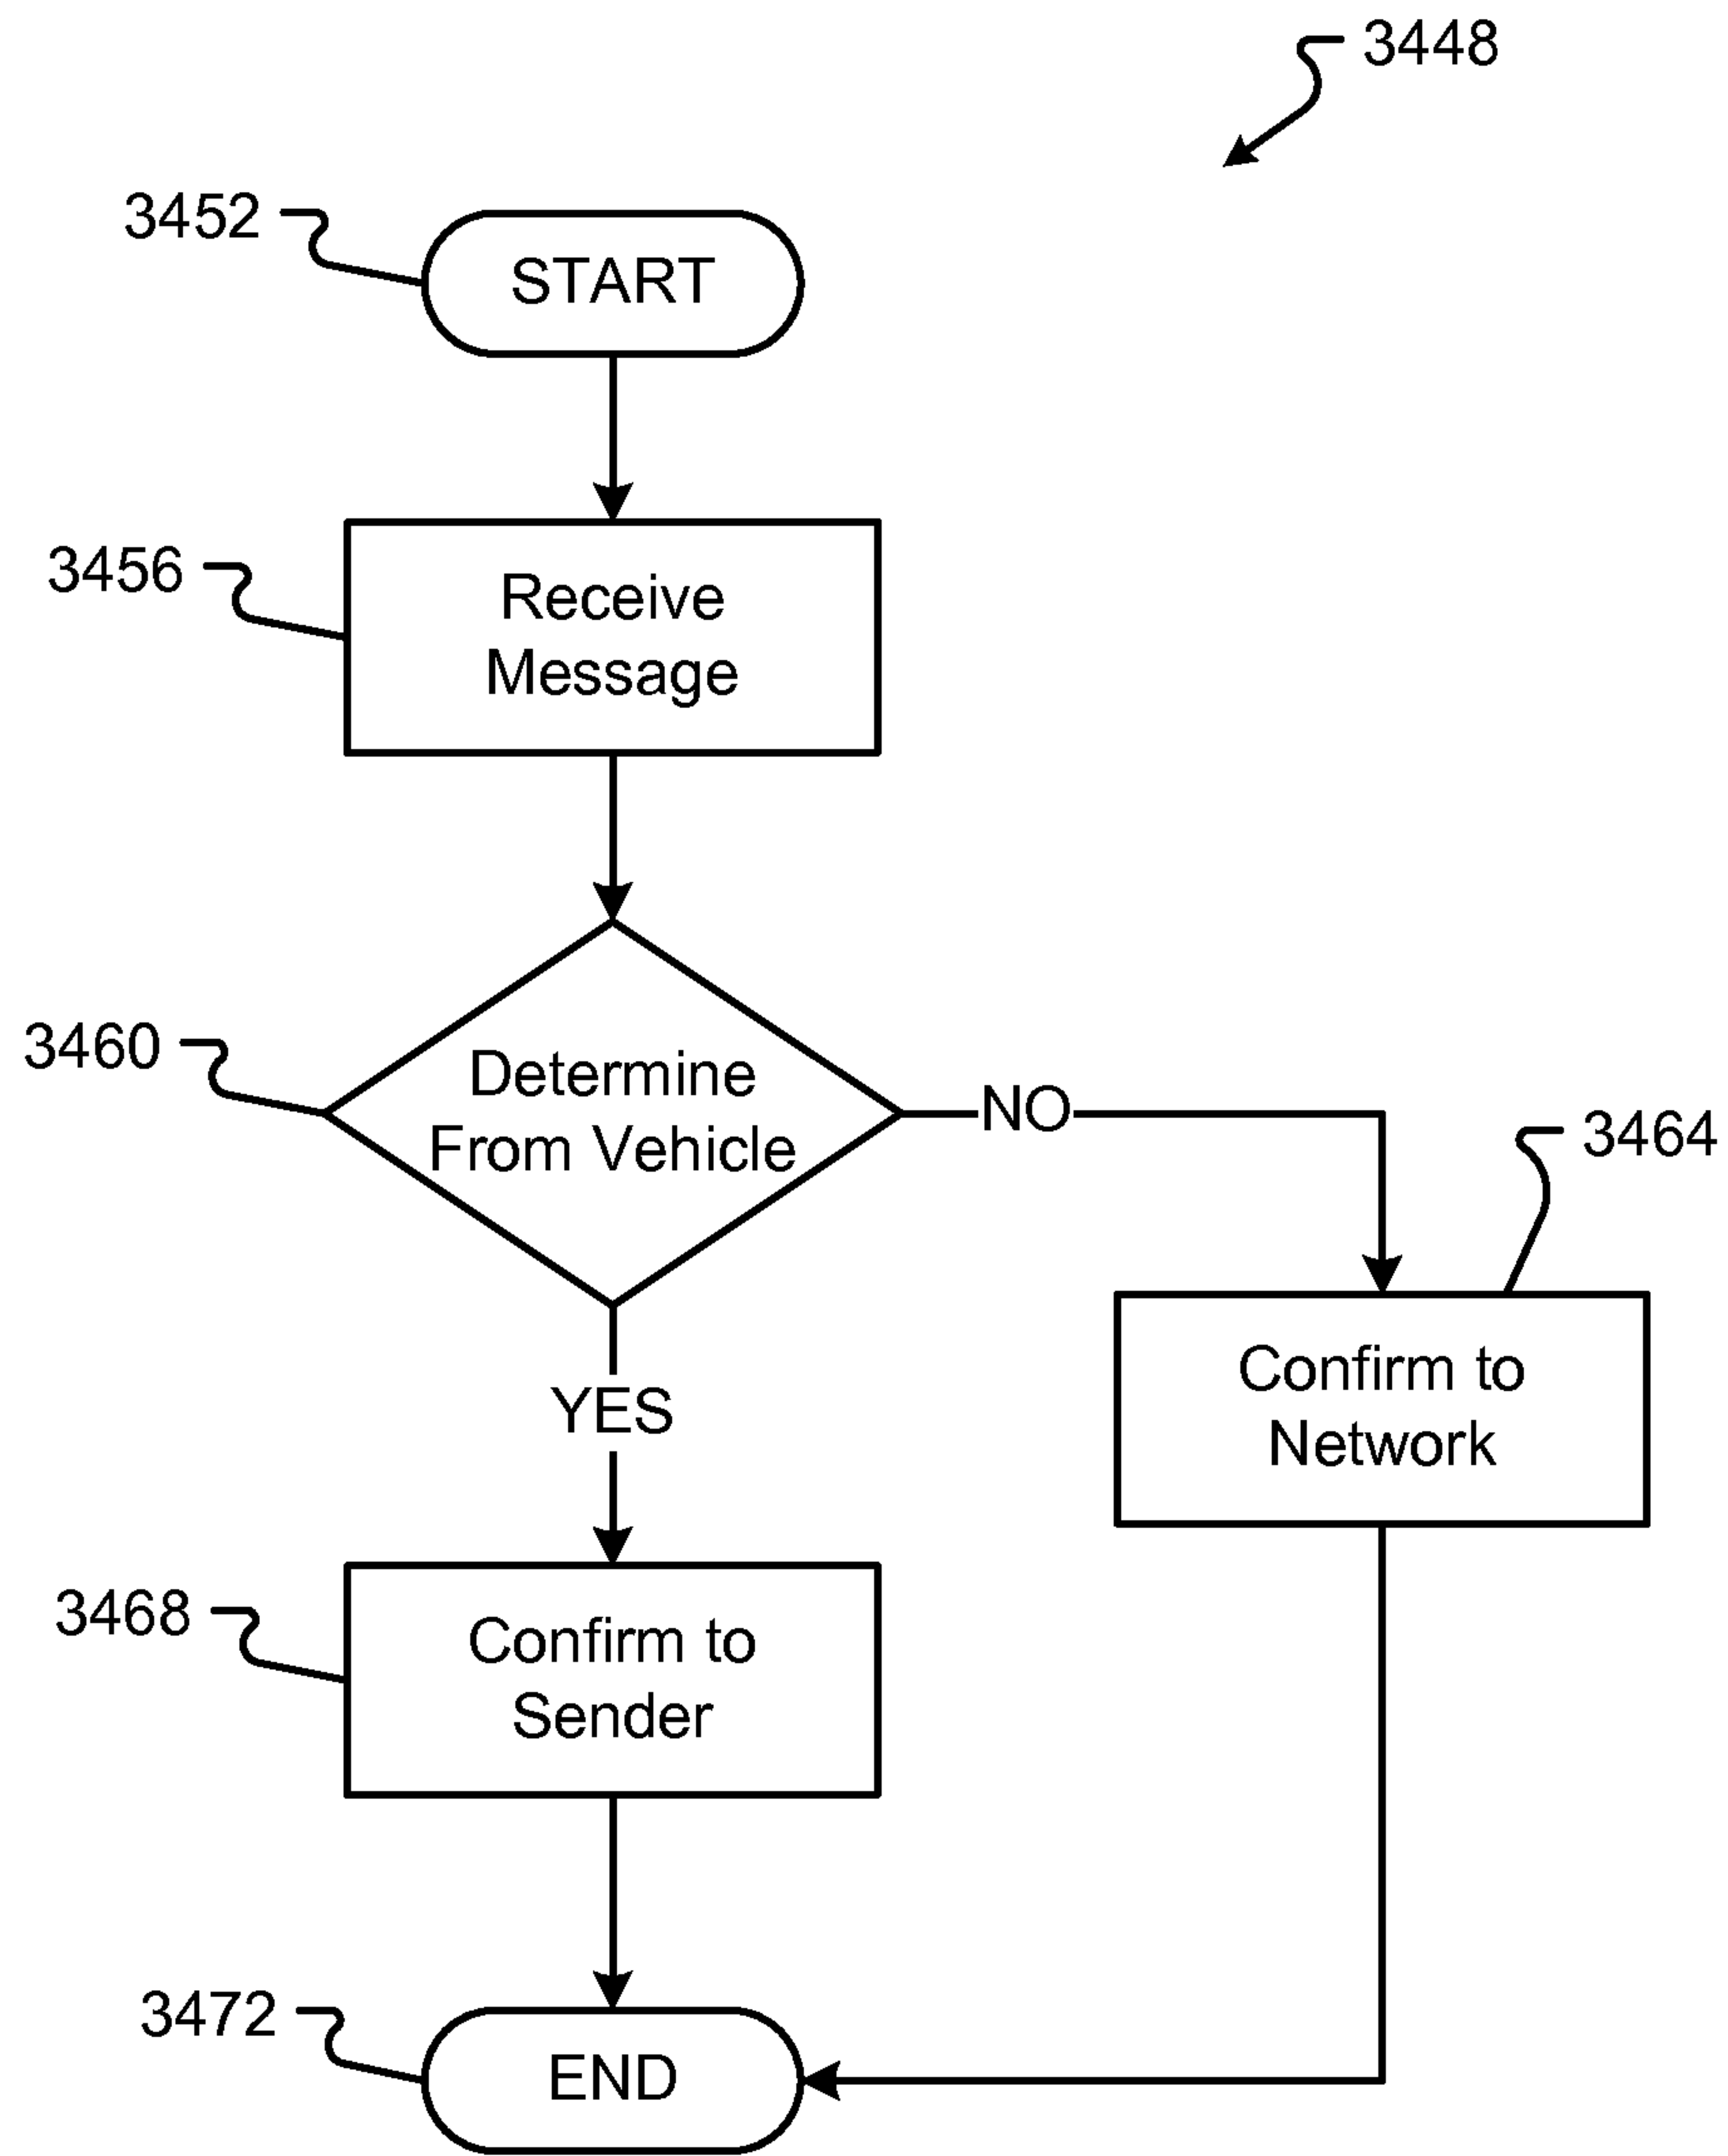 3448
3452
START
3456
Receive
Message
3460
Determine
From Vehicle
NO
3464
YES
Confirm to
Network
3468
Confirm to
Sender
3472
END